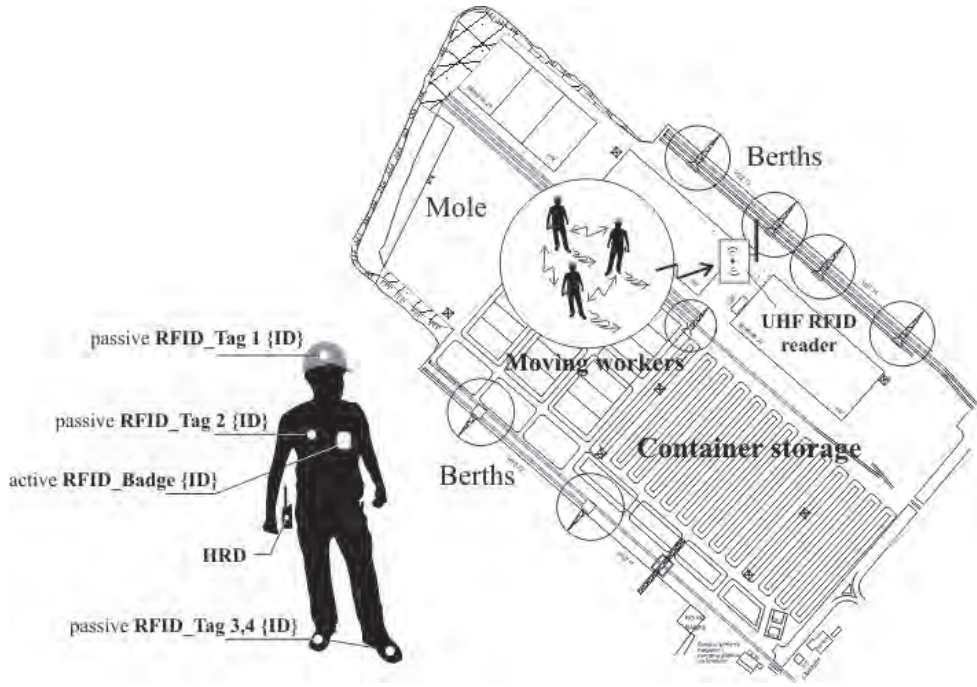 Berths
Mole
UHF RFID
reader
Moving workers
Container storage
Berths
passive RFID_Tag 1 {ID}
passive RFID_Tag 2 {ID}
active RFID_Badge {ID}
HRD
passive RFID_Tag 3,4 {ID}